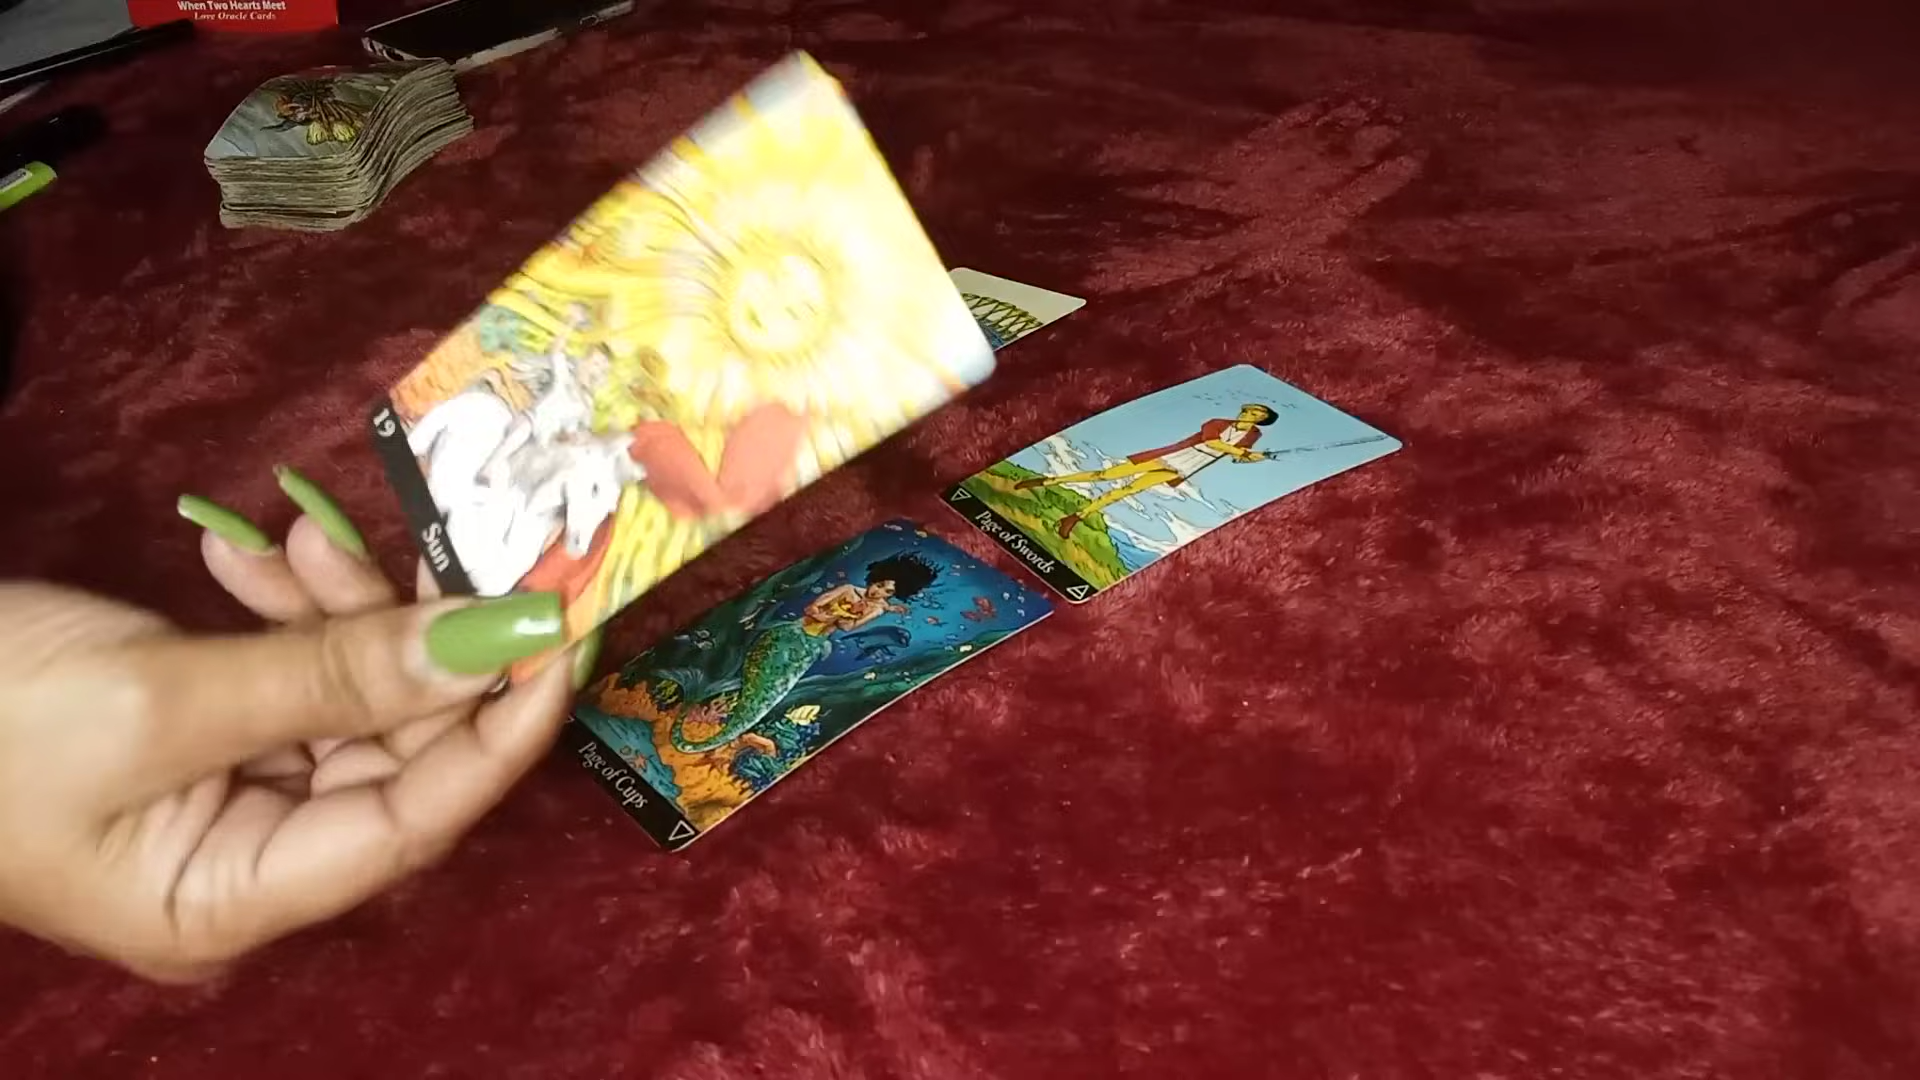 When Two Hearts Meet
Love Oracle Cards
19
Sun
Page of Swords
Page of Cups